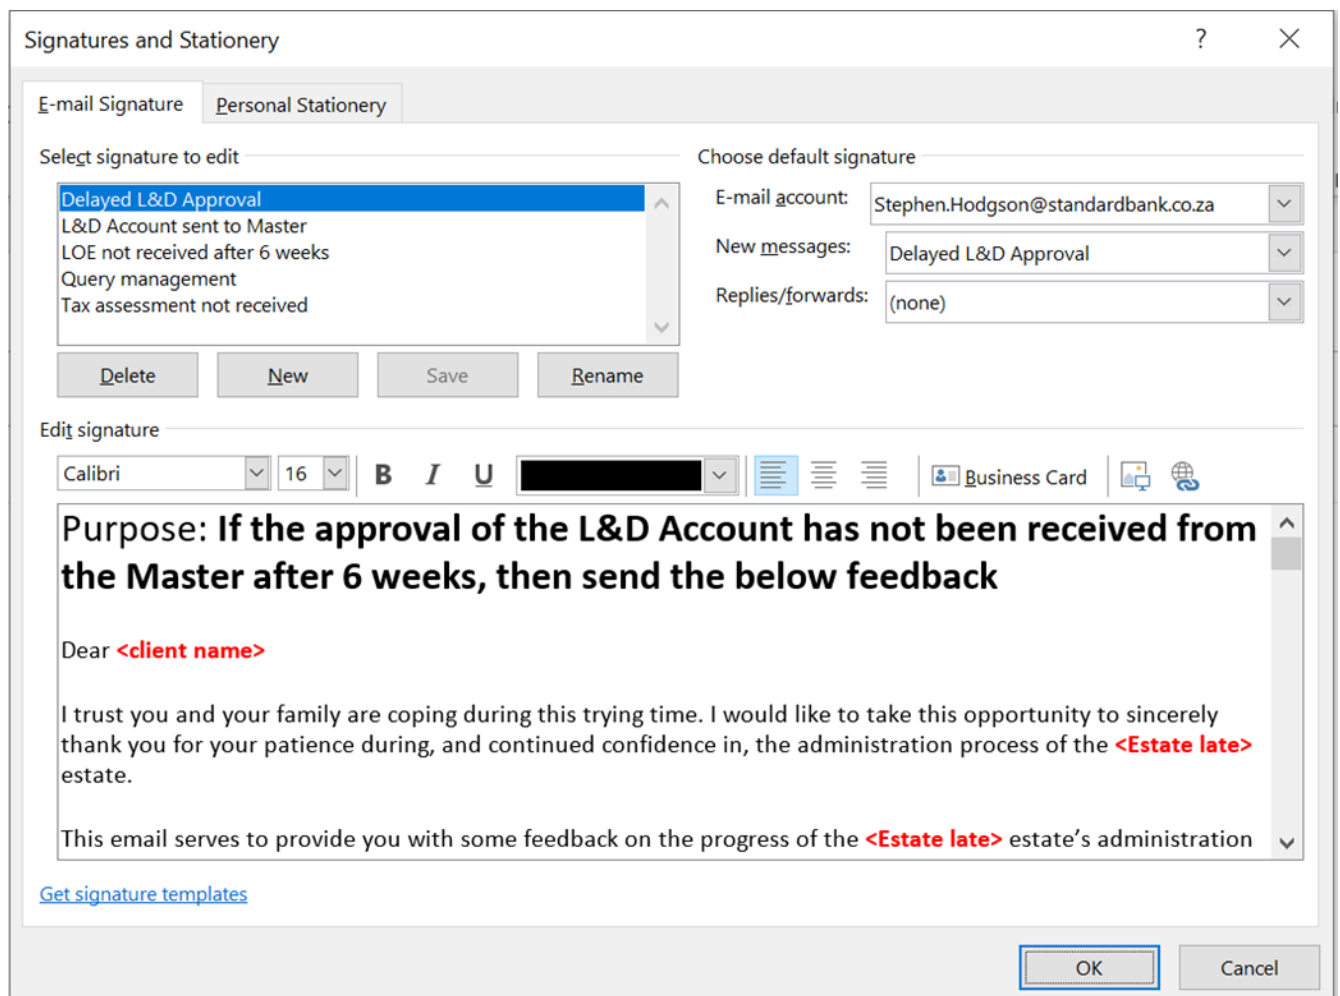 Signatures and Stationery
?
E-mail Signature
Personal Stationery
Select signature to edit
Delayed L&D Approval
L&D Account sent to Master
LOE not received after 6 weeks
Query management
Tax assessment not received
Delete
New
Save
Rename
Choose default signature
E-mail account:
Stephen.Hodgson@standardbank.co.za
New messages:
Delayed L&D Approval
Replies/forwards:
(none)
Edit signature
Calibri
16
B
I
U
Business Card
Purpose: If the approval of the L&D Account has not been received from
the Master after 6 weeks, then send the below feedback
Dear <client name>
I trust you and your family are coping during this trying time. I would like to take this opportunity to sincerely
thank you for your patience during, and continued confidence in, the administration process of the <Estate late>
estate.
This email serves to provide you with some feedback on the progress of the <Estate late> estate’s administration
Get signature templates
OK
Cancel